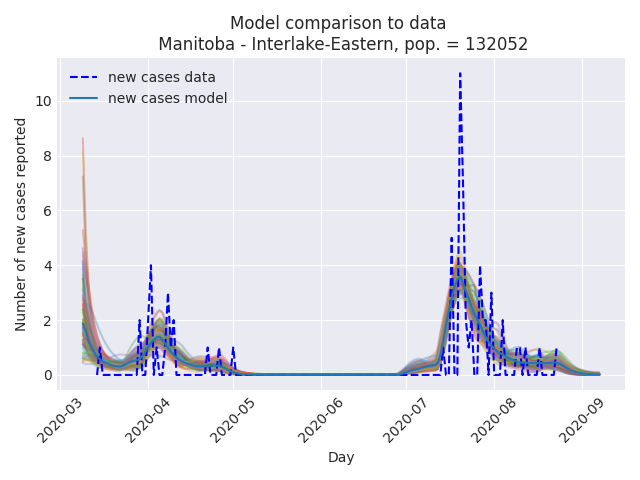 Model comparison to data
Manitoba - Interlake-Eastern, pop. = 132052
new cases data
new cases model
Number of new cases reported
10
8
6
4
2
0
2020-03
2020-04
2020-05
2020-06
2020-07
2020-08
2020-09
Day